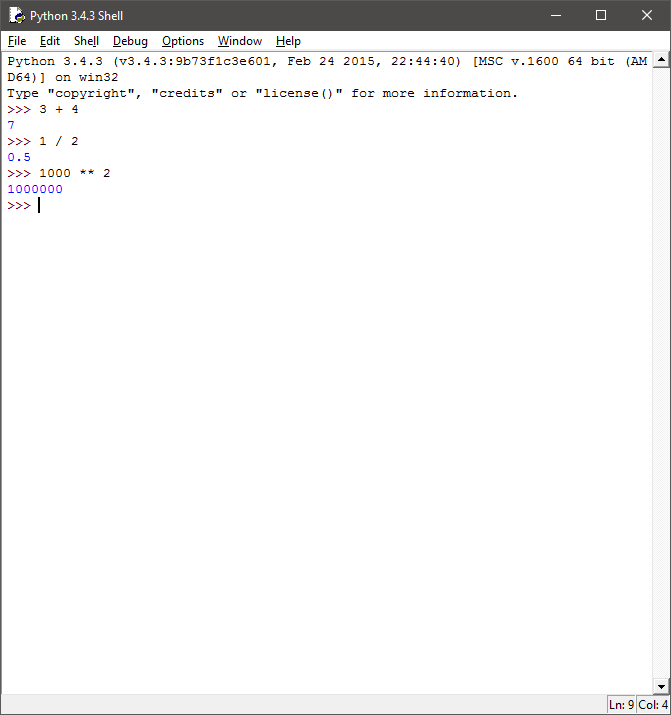 Python 3.4.3 Shell
File Edit Shell Debug Options Window Help
Python 3.4.3 (v3.4.3:9b73f1c3e601, Feb 24 2015, 22:44:40) [MSC v.1600 64 bit (AM
D64)] on win32
Type "copyright", "credits" or "license()" for more information.
>>> 3 + 4
7
>>> 1 / 2
0.5
>>> 1000 ** 2
1000000
>>>
Ln: 9 Col: 4